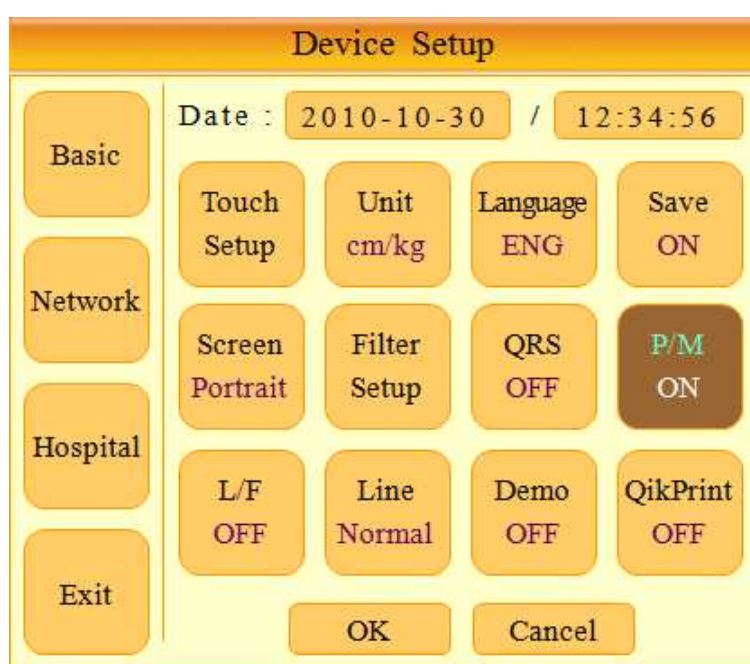 Device Setup
Date : 2010-10-30 / 12:34:56
Basic
Network
Hospital
Exit
Touch Setup
Unit cm/kg
Language ENG
Save ON
Screen Portrait
Filter Setup
QRS OFF
P/M ON
L/F OFF
Line Normal
Demo OFF
QikPrint OFF
OK
Cancel